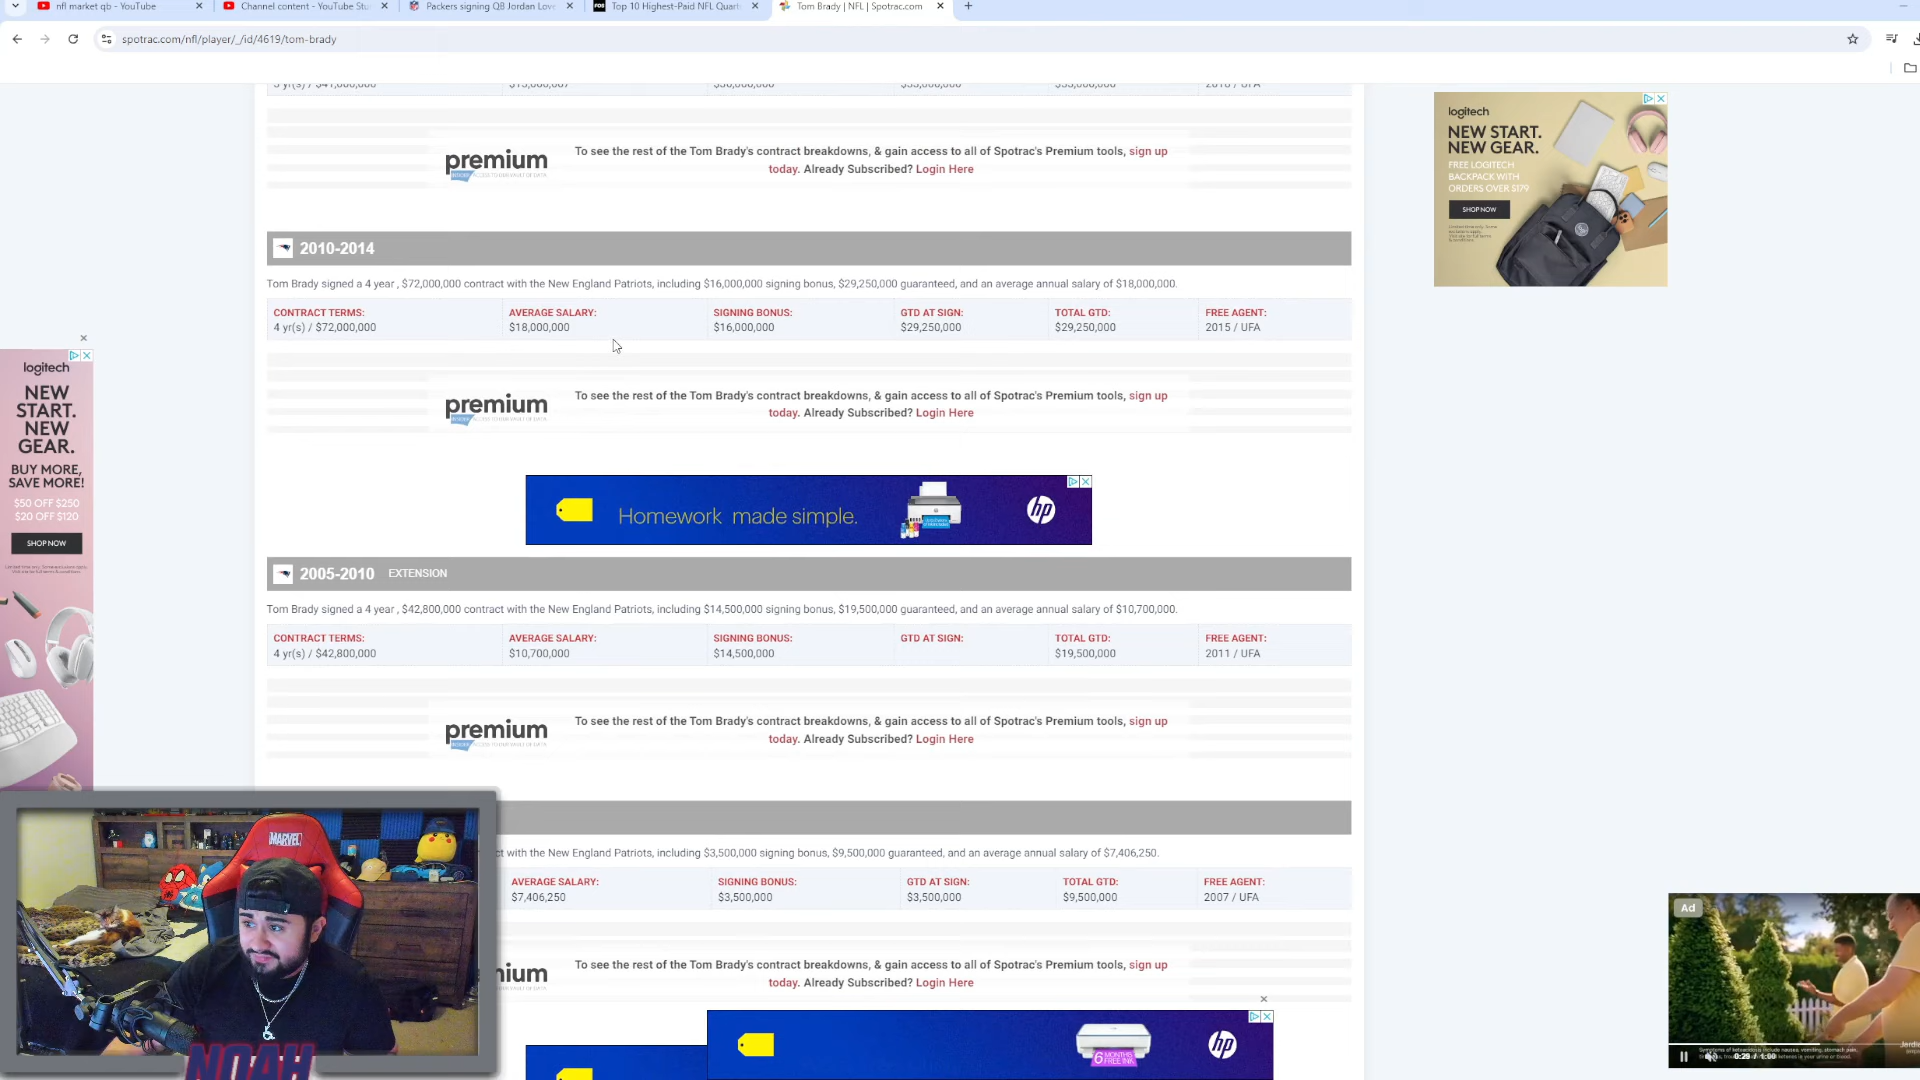 nfl market qb - YouTube
Channel content - YouTube Stu
Packers signing QB Jordan Love
Top 10 Highest-Paid NFL Quart
Tom Brady | NFL | Spotrac.com
spotrac.com/nfl/player/_/id/4619/tom-brady
premium
To see the rest of the Tom Brady's contract breakdowns, & gain access to all of Spotrac's Premium tools, sign up
today. Already Subscribed? Login Here
logitech
NEW START.
NEW GEAR.
FREE LOGITECH
BACKPACK WITH
ORDERS OVER $179
SHOP NOW
2010-2014
Tom Brady signed a 4 year , $72,000,000 contract with the New England Patriots, including $16,000,000 signing bonus, $29,250,000 guaranteed, and an average annual salary of $18,000,000.
CONTRACT TERMS: AVERAGE SALARY: SIGNING BONUS: GTD AT SIGN: TOTAL GTD: FREE AGENT:
4 yr(s) / $72,000,000 $18,000,000 $16,000,000 $29,250,000 $29,250,000 2015 / UFA
premium
To see the rest of the Tom Brady's contract breakdowns, & gain access to all of Spotrac's Premium tools, sign up
today. Already Subscribed? Login Here
logitech
NEW
START.
NEW
GEAR.
BUY MORE,
SAVE MORE!
$50 OFF $250
$20 OFF $120
SHOP NOW
Homework made simple.
hp
2005-2010 EXTENSION
Tom Brady signed a 4 year , $42,800,000 contract with the New England Patriots, including $14,500,000 signing bonus, $19,500,000 guaranteed, and an average annual salary of $10,700,000.
CONTRACT TERMS: AVERAGE SALARY: SIGNING BONUS: GTD AT SIGN: TOTAL GTD: FREE AGENT:
4 yr(s) / $42,800,000 $10,700,000 $14,500,000 $19,500,000 2011 / UFA
premium
To see the rest of the Tom Brady's contract breakdowns, & gain access to all of Spotrac's Premium tools, sign up
today. Already Subscribed? Login Here
ct with the New England Patriots, including $3,500,000 signing bonus, $9,500,000 guaranteed, and an average annual salary of $7,406,250.
AVERAGE SALARY: SIGNING BONUS: GTD AT SIGN: TOTAL GTD: FREE AGENT:
$7,406,250 $3,500,000 $3,500,000 $9,500,000 2007 / UFA
mium
To see the rest of the Tom Brady's contract breakdowns, & gain access to all of Spotrac's Premium tools, sign up
today. Already Subscribed? Login Here
MARVEL
NOAH
6 MONTHS
FREE INK
hp
Ad
0:29 / 1:00